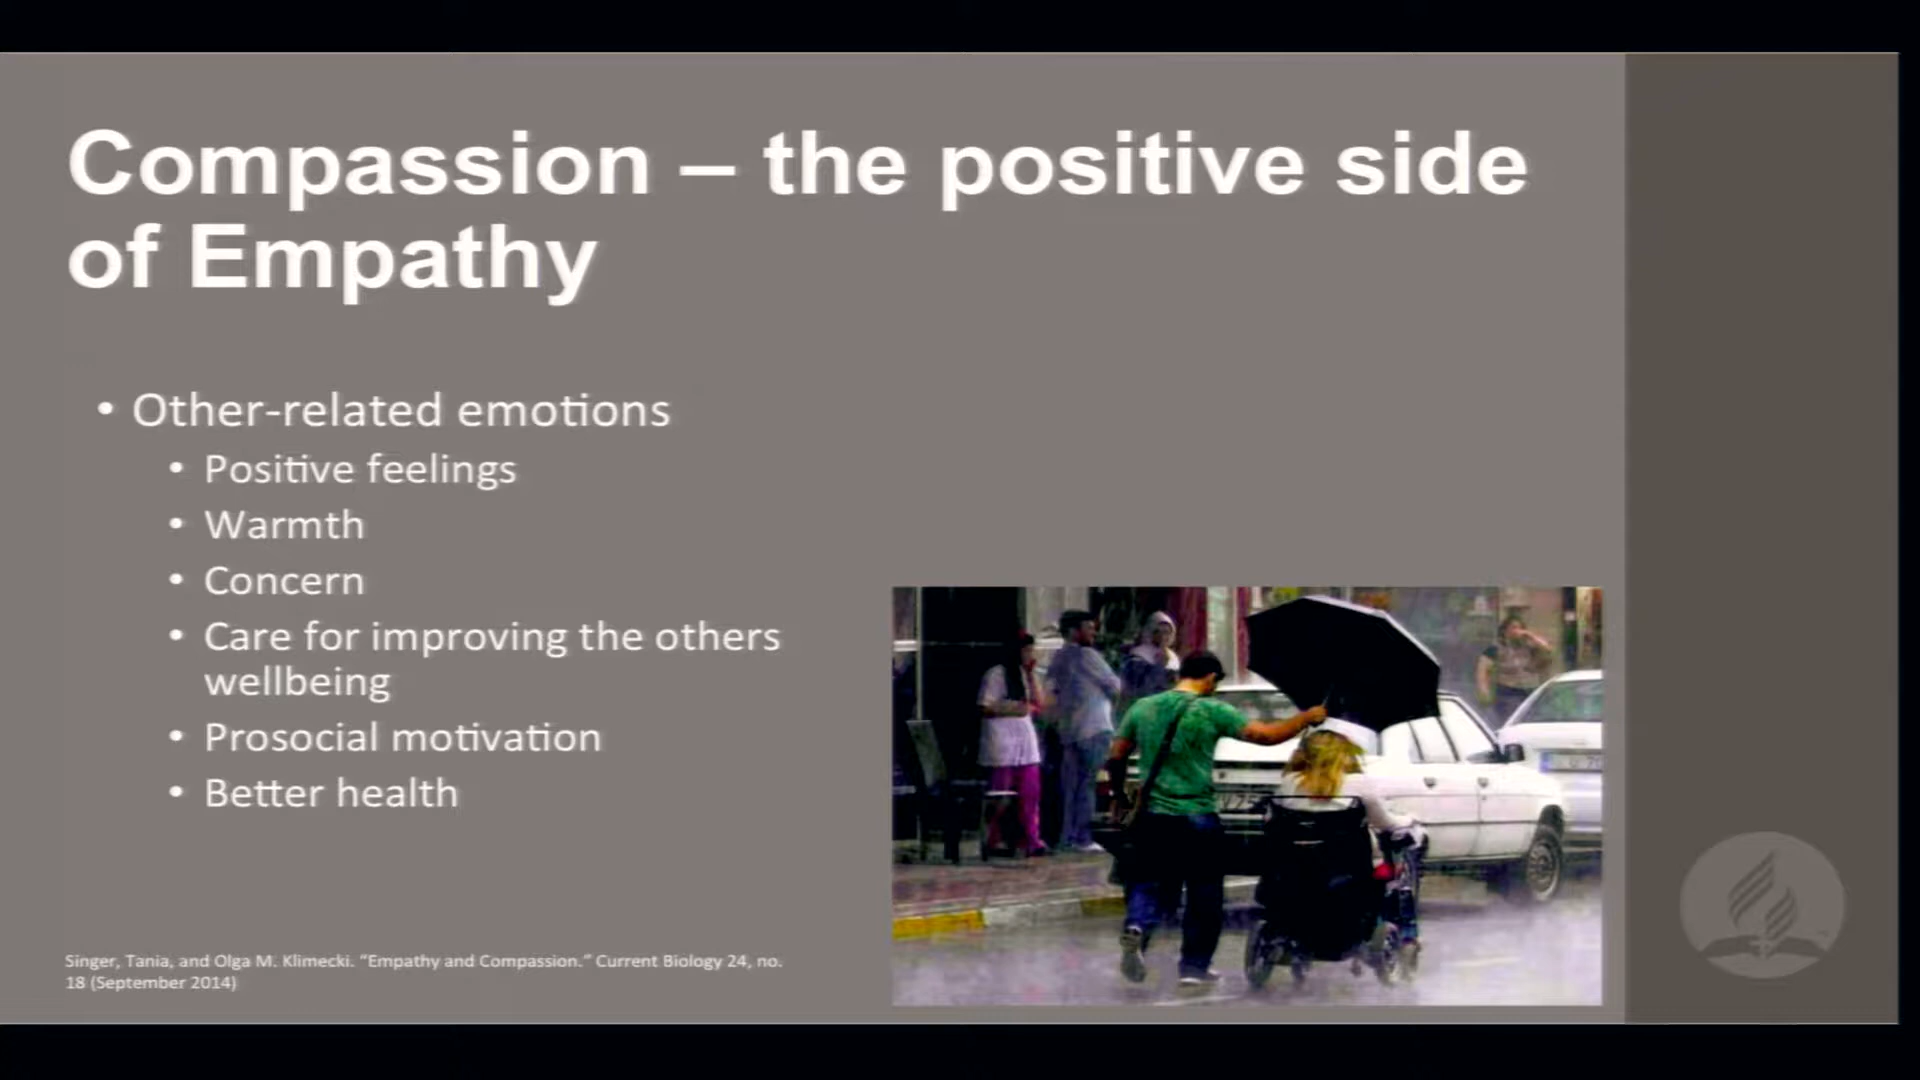 Compassion – the positive side
of Empathy
• Other-related emotions
• Positive feelings
• Warmth
• Concern
• Care for improving the others
wellbeing
• Prosocial motivation
• Better health
Singer, Tania, and Olga M. Klimecki. “Empathy and Compassion.” Current Biology 24, no.
18 (September 2014)